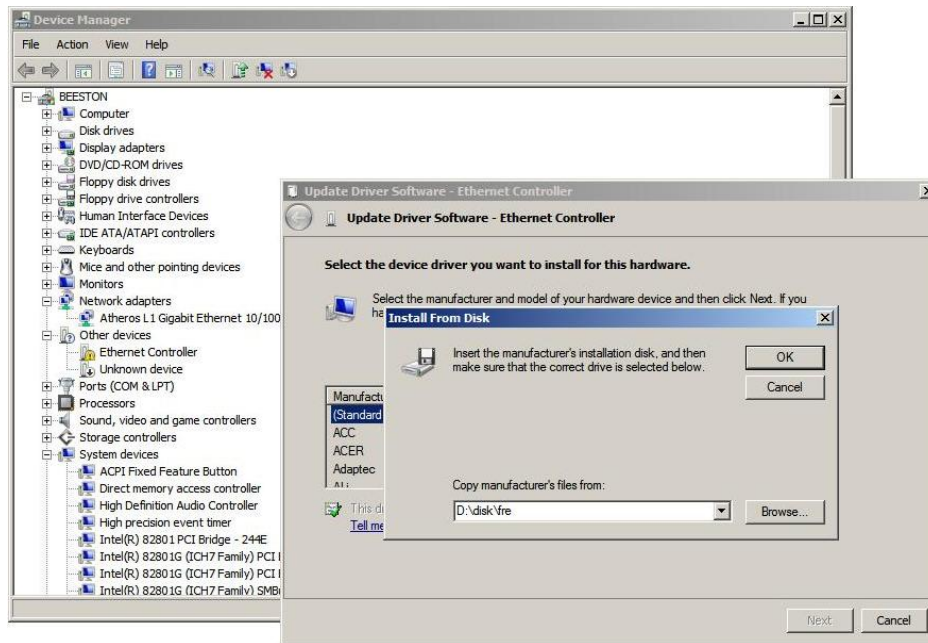 Device Manager
File Action View Help
BEESTON
Computer
Disk drives
Display adapters
DVD/CD-ROM drives
Floppy disk drives
Floppy drive controllers
Human Interface Devices
IDE ATA/ATAPI controllers
Keyboards
Mice and other pointing devices
Monitors
Network adapters
Atheros L1 Gigabit Ethernet 10/100
Other devices
Ethernet Controller
Unknown device
Ports (COM & LPT)
Processors
Sound, video and game controllers
Storage controllers
System devices
ACPI Fixed Feature Button
Direct memory access controller
High Definition Audio Controller
High precision event timer
Intel(R) 82801 PCI Bridge - 244E
Intel(R) 82801G (ICH7 Family) PCI
Intel(R) 82801G (ICH7 Family) PCI
Intel(R) 82801G (ICH7 Family) SMB
Update Driver Software - Ethernet Controller
Update Driver Software - Ethernet Controller
Select the device driver you want to install for this hardware.
Select the manufacturer and model of your hardware device and then click Next. If you
ha
Install From Disk
Insert the manufacturer's installation disk, and then
make sure that the correct drive is selected below.
OK
Cancel
Manufactu
(Standard
ACC
ACER
Adaptec
Copy manufacturer's files from:
D:\disk\fre
Browse...
This d
Tell me
Next Cancel